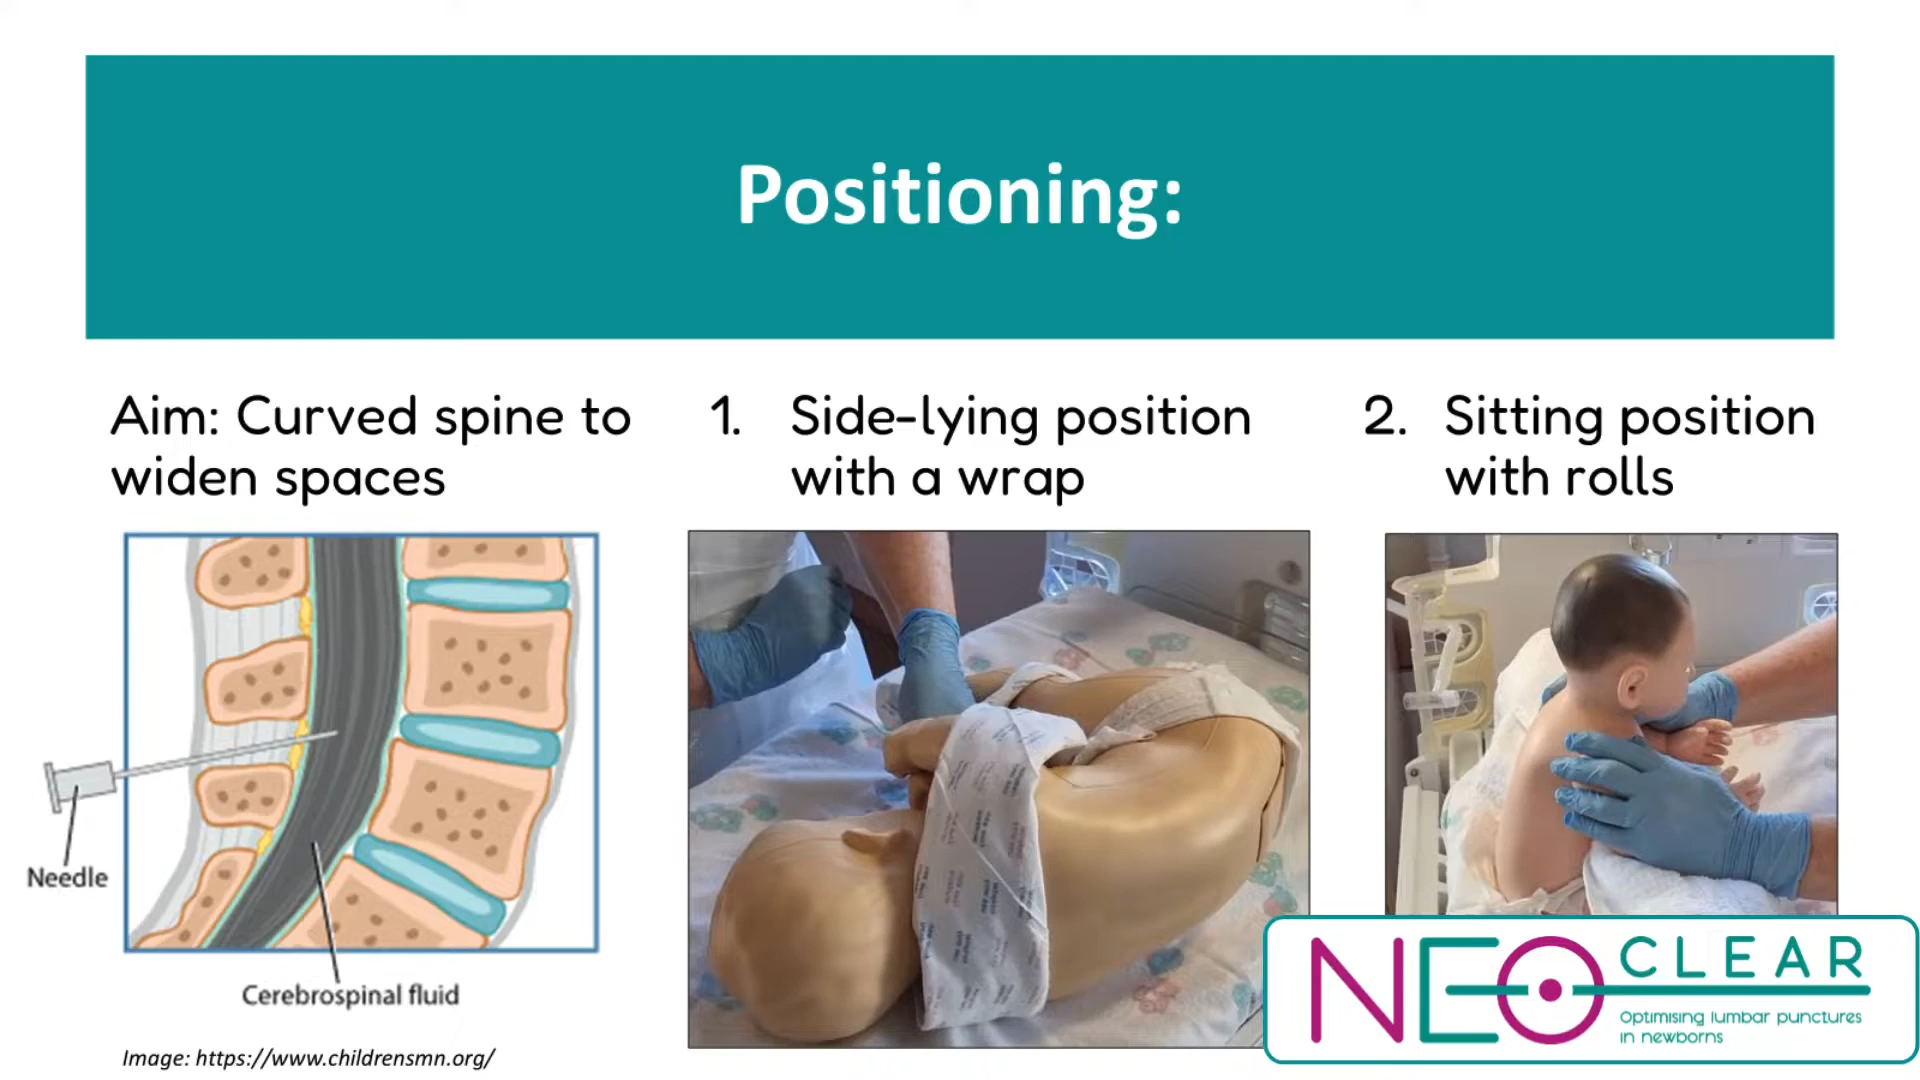 Positioning:
Aim: Curved spine to
widen spaces
1. Side-lying position
with a wrap
2. Sitting position
with rolls
Needle
Cerebrospinal fluid
Image: https://www.childrensmn.org/
NEO CLEAR
Optimising lumbar punctures
in newborns